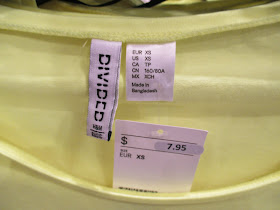 DIVIDED
H&M
EUR XS
US XS
CA TP
CN 160/80A
MX XCH
Made in
Bangladesh
$ 7.95
EUR XS